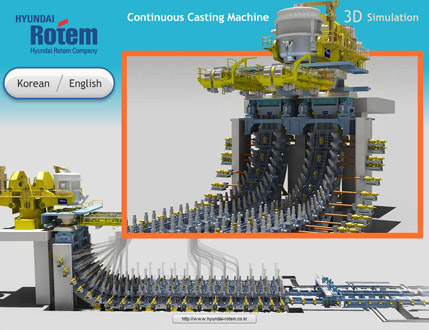 HYUNDAI
Rotem
Hyundai Rotem Company
Continuous Casting Machine
3D Simulation
Korean / English
http://www.hyundai-rotem.co.kr